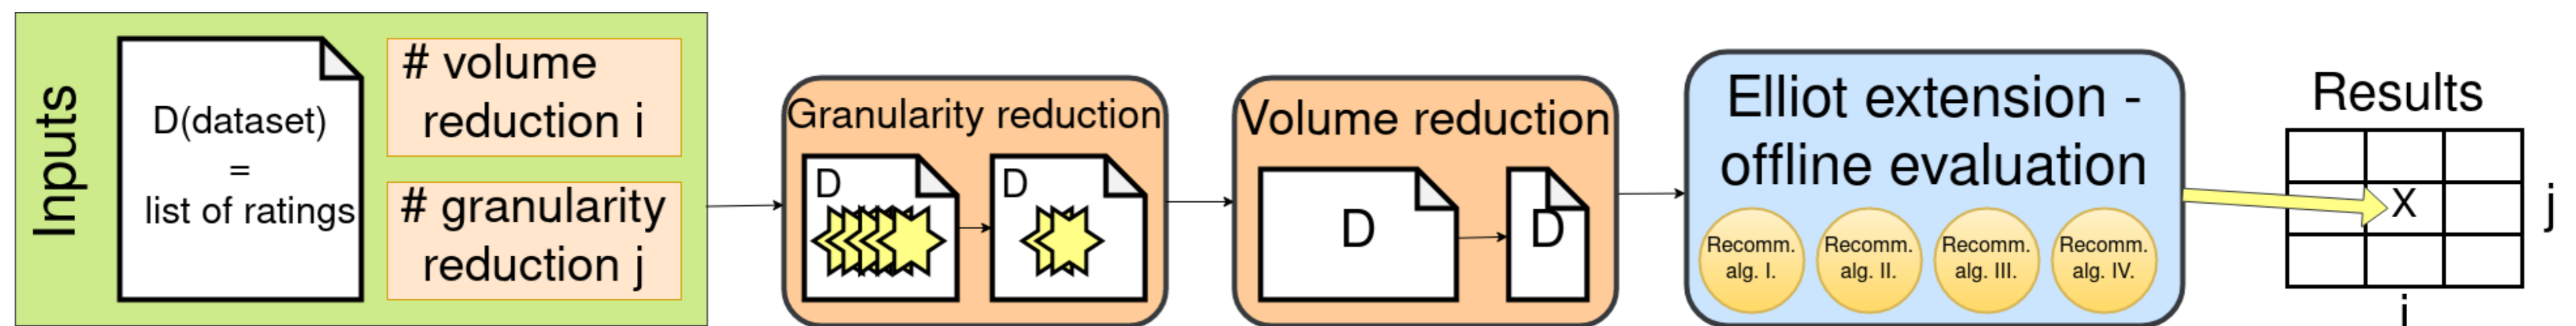 Inputs
D(dataset)
=
list of ratings
# volume
reduction i
# granularity
reduction j
Granularity reduction
D
D
Volume reduction
D
D
Elliot extension -
offline evaluation
Recomm.
alg. I.
Recomm.
alg. II.
Recomm.
alg. III.
Recomm.
alg. IV.
Results
X
j
i